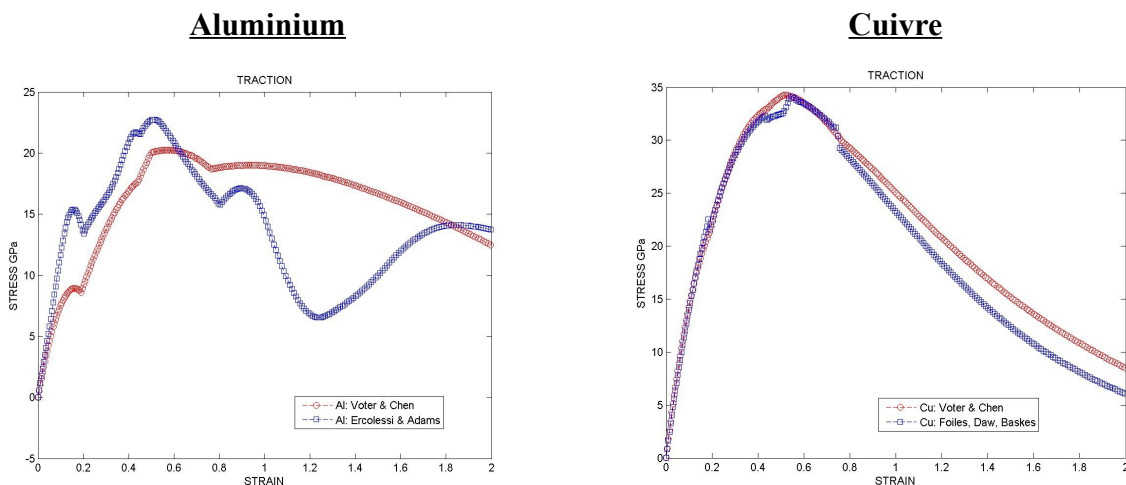 Aluminium
Cuivre
TRACTION
25
20
15
10
5
0
-5
STRESS GPa
0 0.2 0.4 0.6 0.8 1 1.2 1.4 1.6 1.8 2
STRAIN
Al: Voter & Chen
Al: Ercolessi & Adams
TRACTION
35
30
25
20
15
10
5
0
STRESS GPa
0 0.2 0.4 0.6 0.8 1 1.2 1.4 1.6 1.8 2
STRAIN
Cu: Voter & Chen
Cu: Foiles, Daw, Baskes